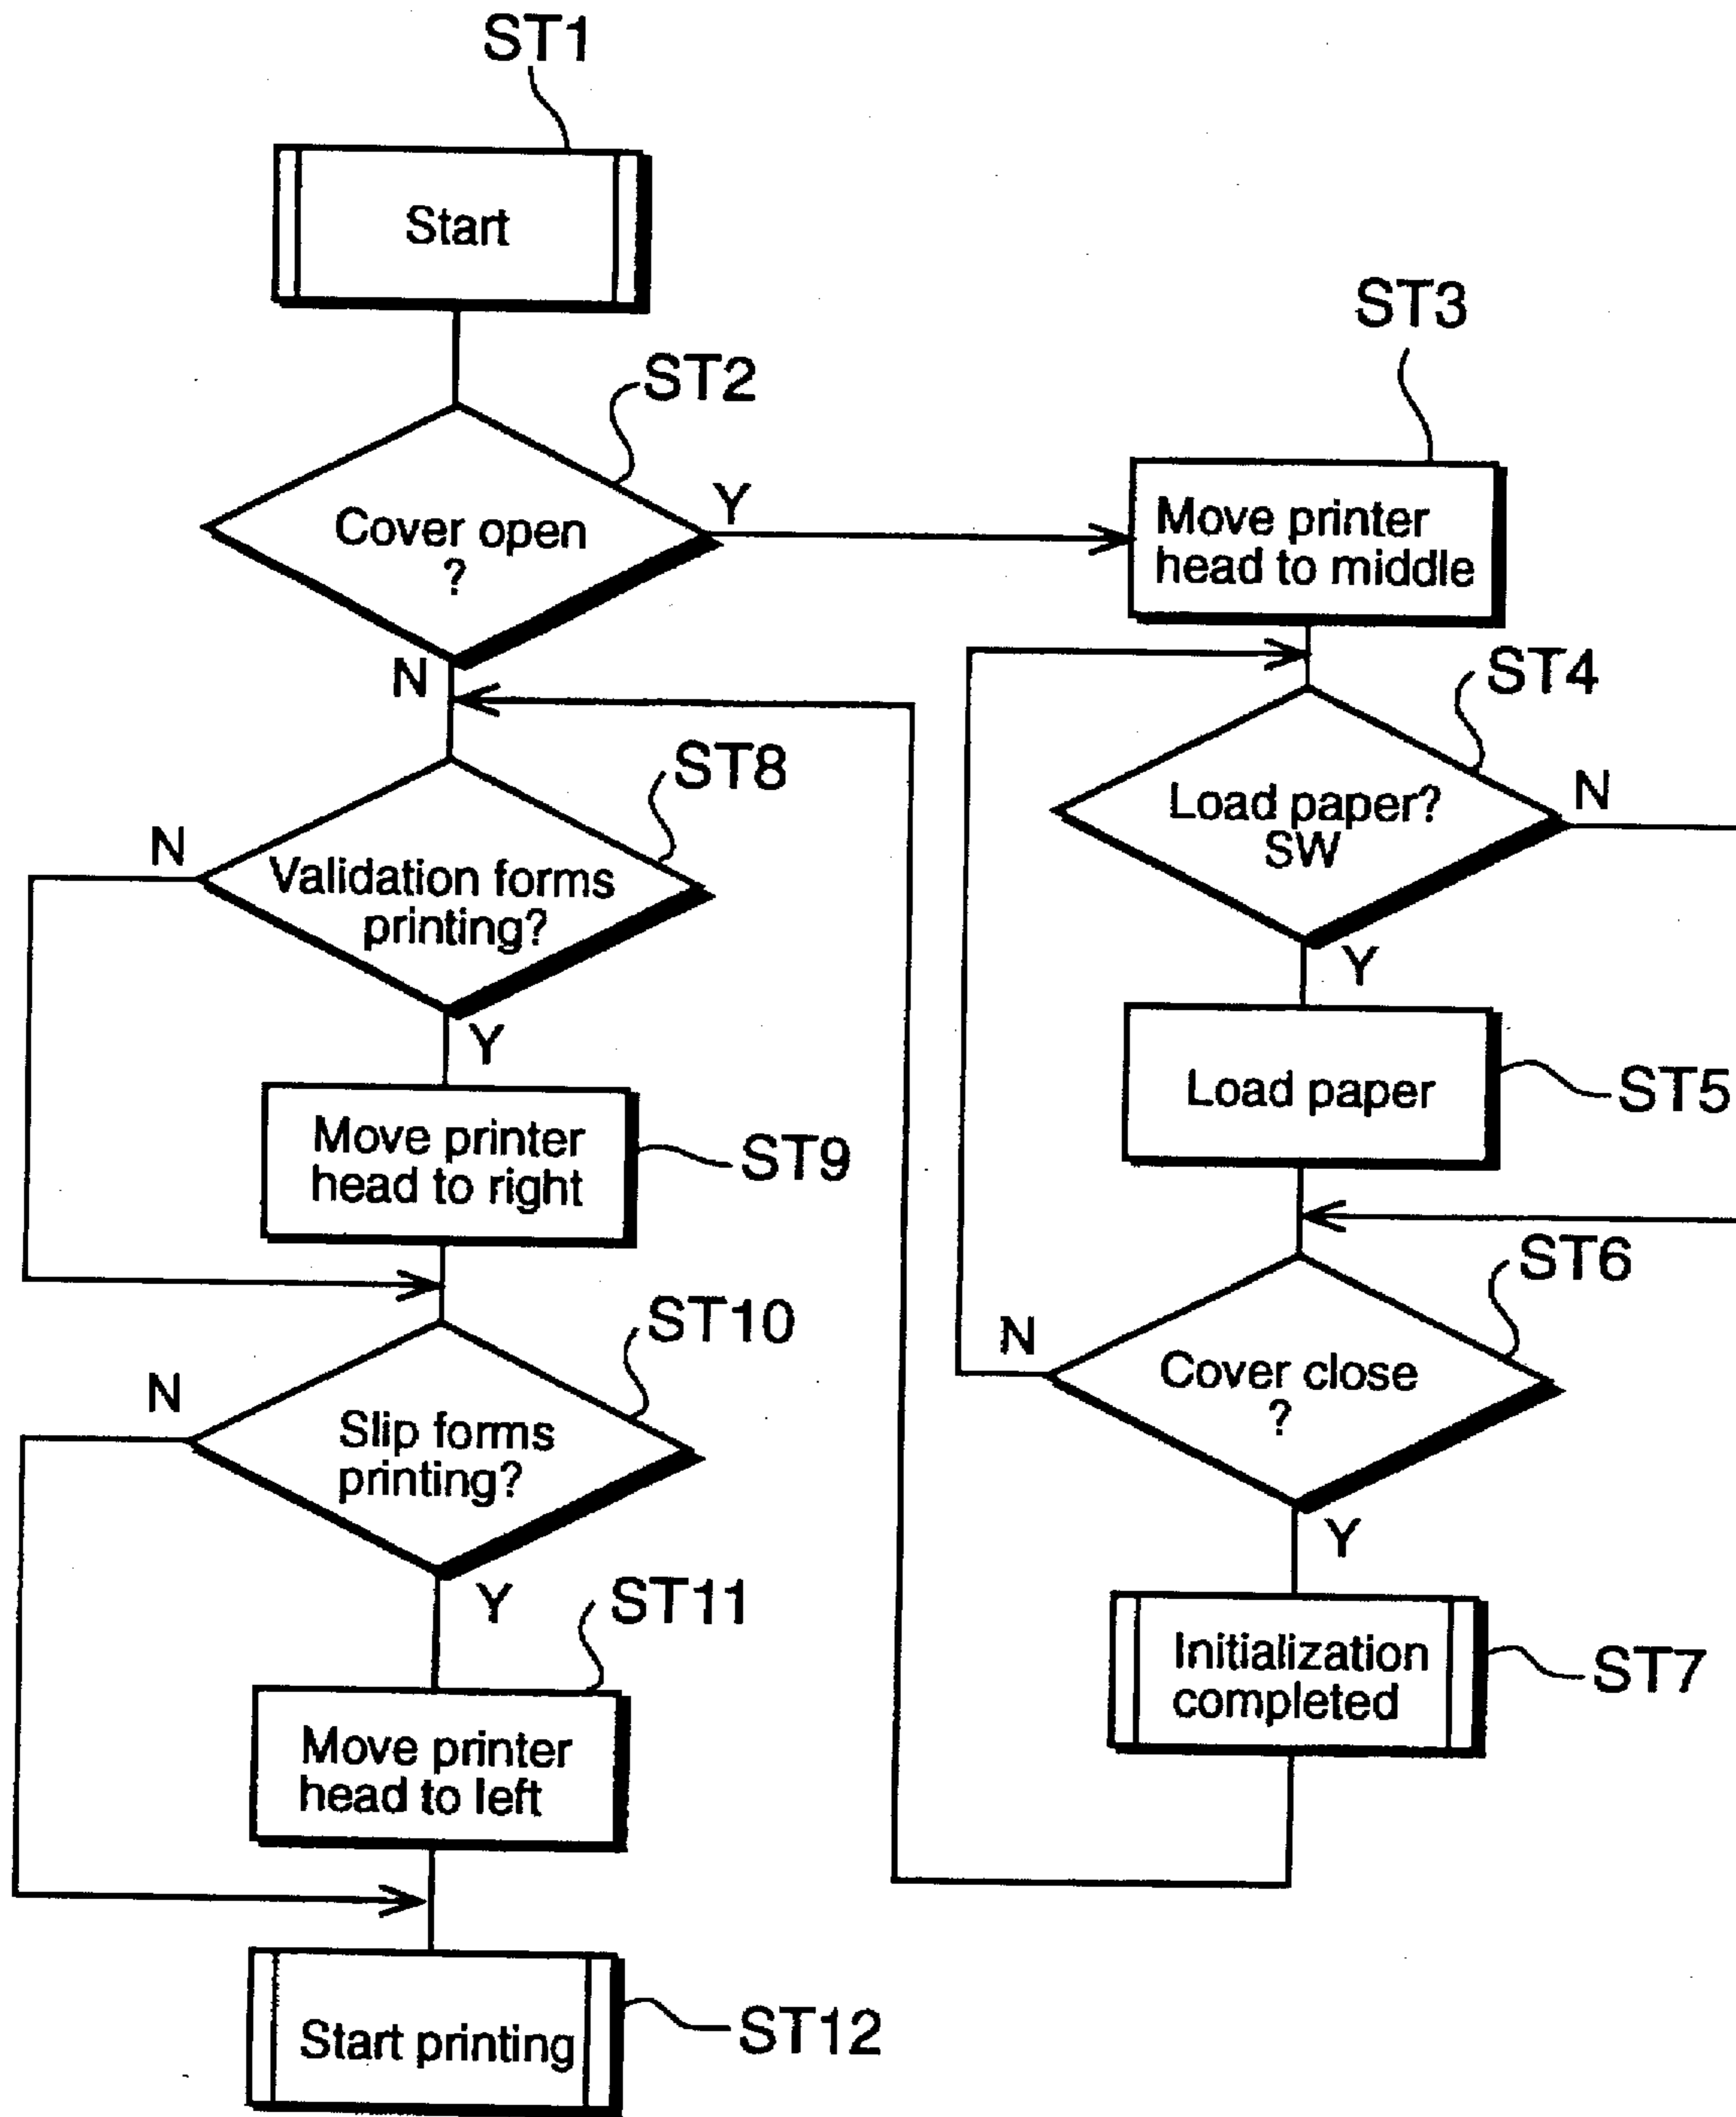 ST1
Start
ST2
Cover open
?
Y
N
ST3
Move printer
head to middle
ST4
Load paper?
SW
N
Y
Load paper
ST5
ST6
Cover close
?
N
Y
Initialization
completed
ST7
ST8
Validation forms
printing?
N
Y
Move printer
head to right
ST9
ST10
Slip forms
printing?
N
Y
ST11
Move printer
head to left
Start printing
ST12